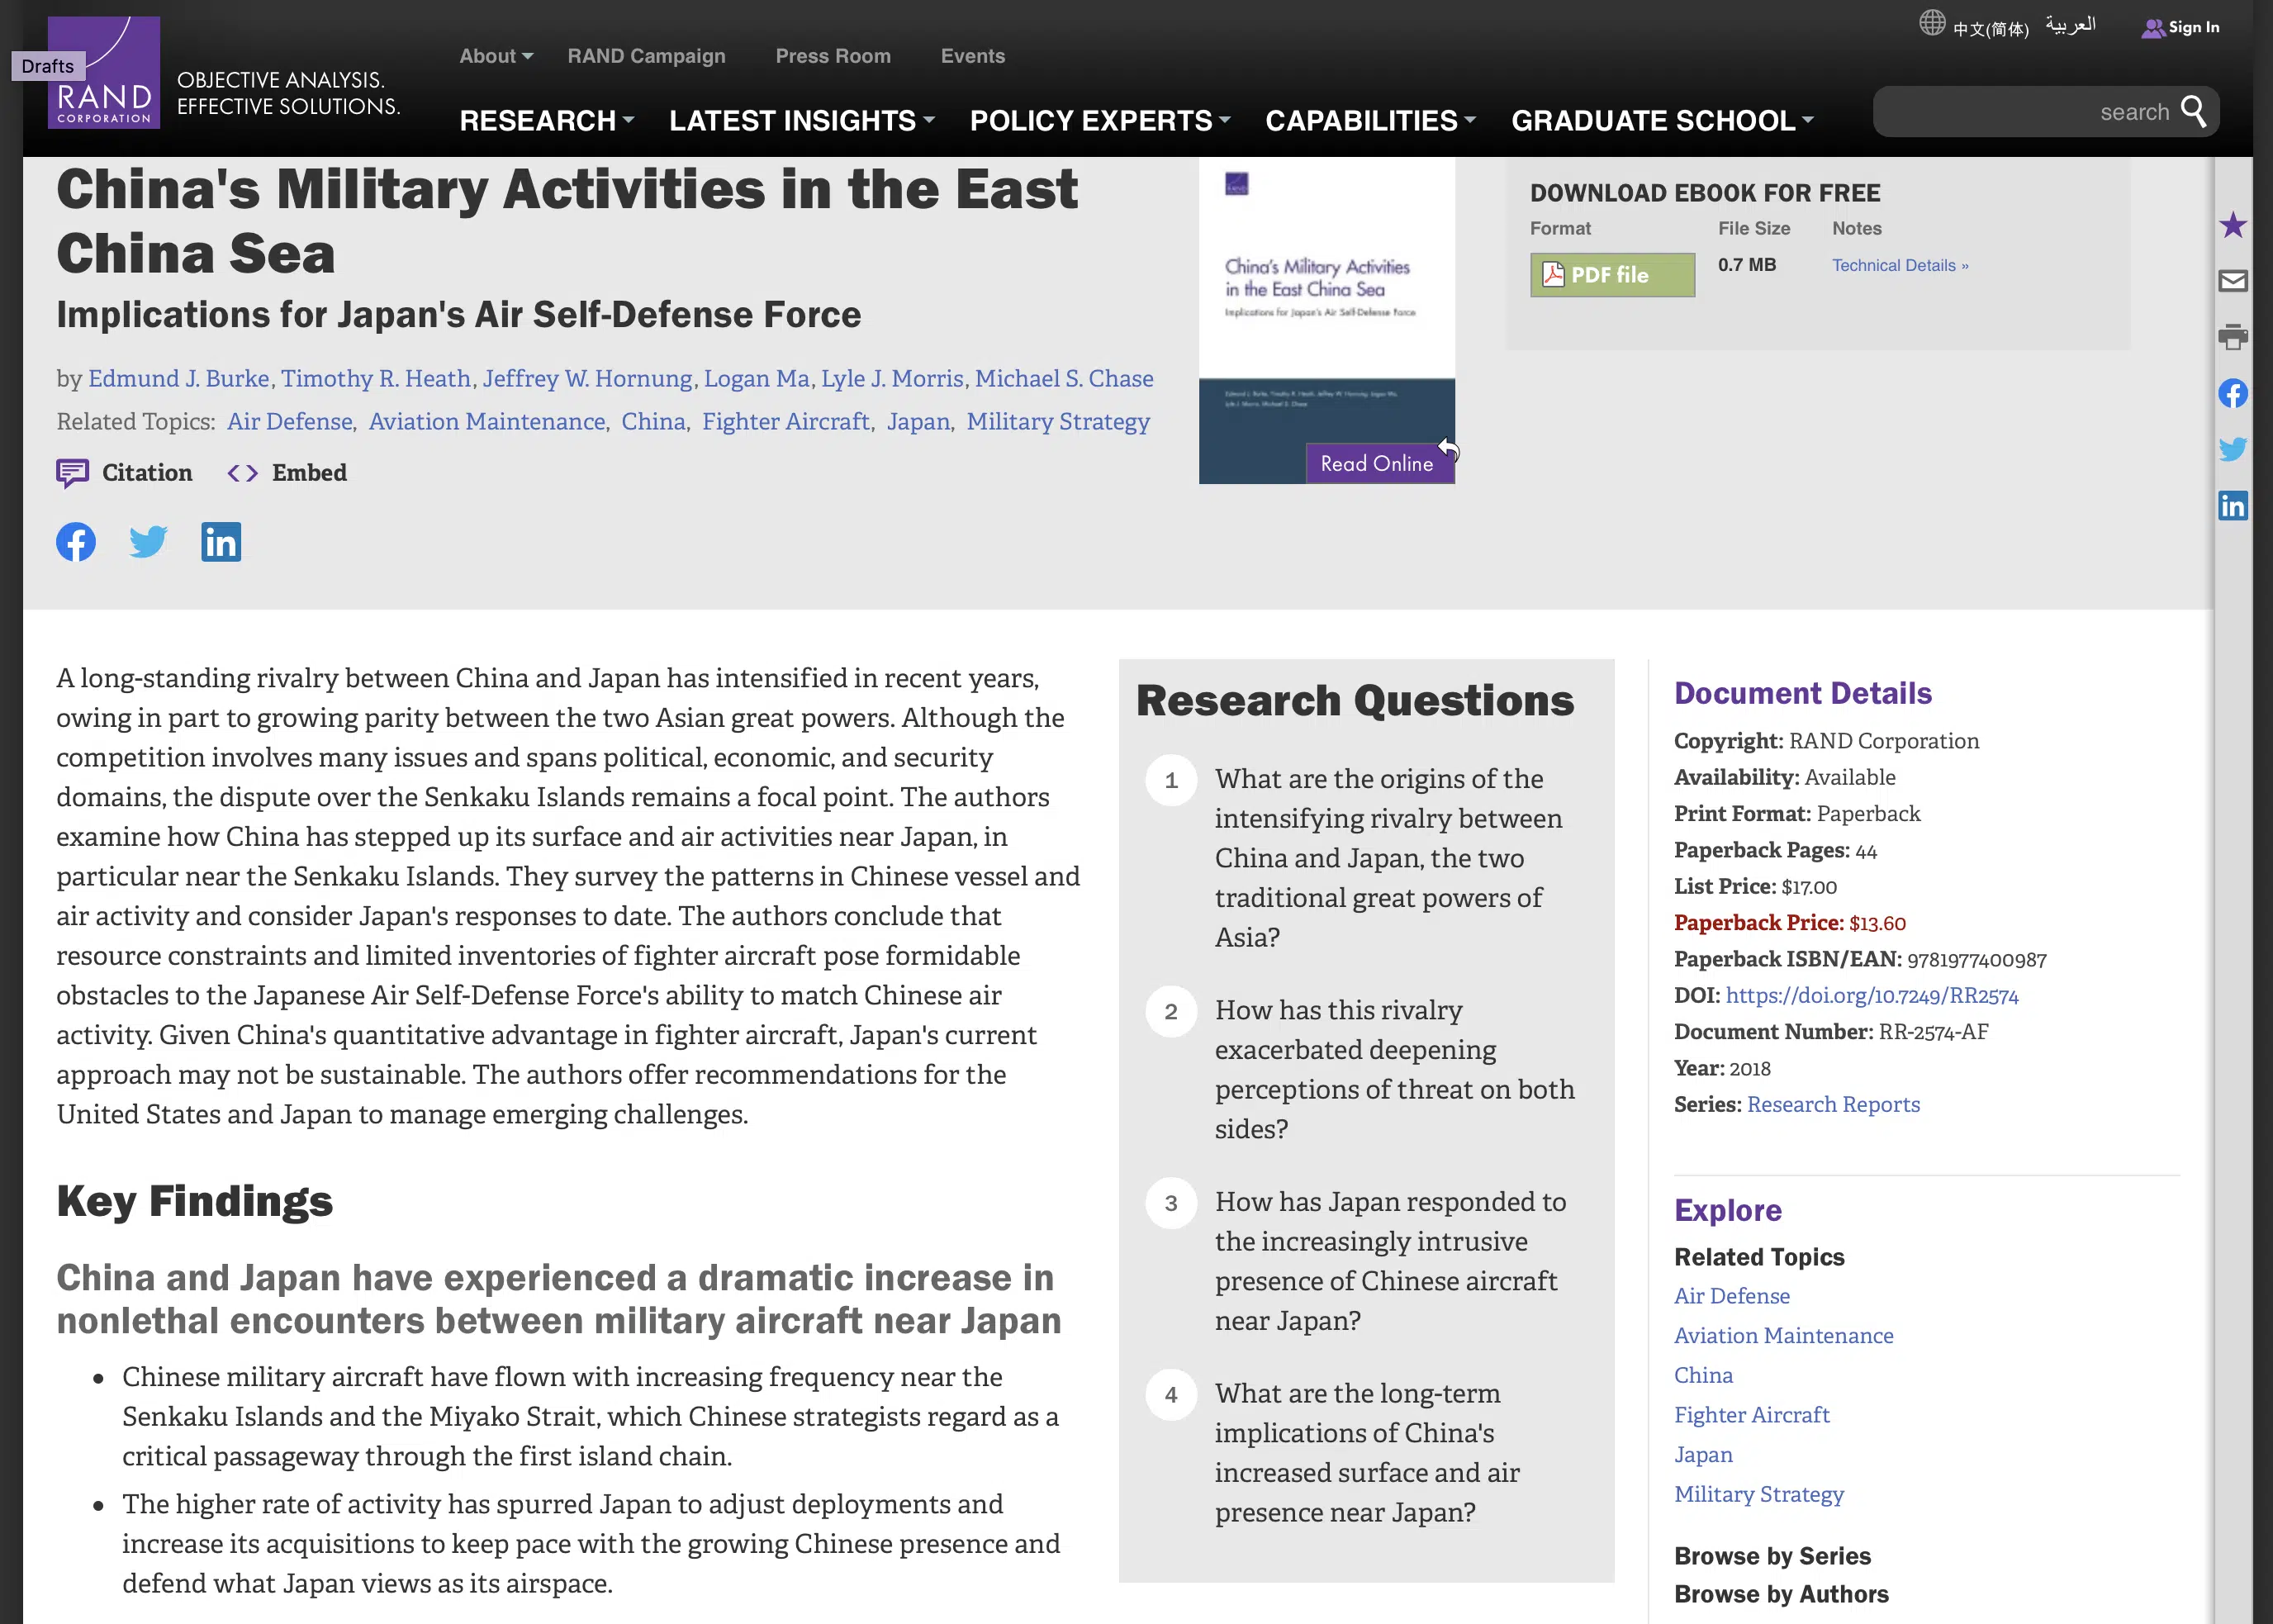 中文(简体) العربية Sign In
Drafts
RAND
CORPORATION
OBJECTIVE ANALYSIS.
EFFECTIVE SOLUTIONS.
About RAND Campaign Press Room Events
RESEARCH LATEST INSIGHTS POLICY EXPERTS CAPABILITIES GRADUATE SCHOOL
search
China's Military Activities in the East
China Sea
Implications for Japan's Air Self-Defense Force
by Edmund J. Burke, Timothy R. Heath, Jeffrey W. Hornung, Logan Ma, Lyle J. Morris, Michael S. Chase
Related Topics: Air Defense, Aviation Maintenance, China, Fighter Aircraft, Japan, Military Strategy
Citation Embed
RAND
China's Military Activities
in the East China Sea
Implications for Japan's Air Self-Defense Force
Edmund J. Burke, Timothy R. Heath, Jeffrey W. Hornung, Logan Ma,
Lyle J. Morris, Michael S. Chase
Read Online
DOWNLOAD EBOOK FOR FREE
Format File Size Notes
PDF file 0.7 MB Technical Details »
A long-standing rivalry between China and Japan has intensified in recent years,
owing in part to growing parity between the two Asian great powers. Although the
competition involves many issues and spans political, economic, and security
domains, the dispute over the Senkaku Islands remains a focal point. The authors
examine how China has stepped up its surface and air activities near Japan, in
particular near the Senkaku Islands. They survey the patterns in Chinese vessel and
air activity and consider Japan's responses to date. The authors conclude that
resource constraints and limited inventories of fighter aircraft pose formidable
obstacles to the Japanese Air Self-Defense Force's ability to match Chinese air
activity. Given China's quantitative advantage in fighter aircraft, Japan's current
approach may not be sustainable. The authors offer recommendations for the
United States and Japan to manage emerging challenges.
Key Findings
China and Japan have experienced a dramatic increase in
nonlethal encounters between military aircraft near Japan
• Chinese military aircraft have flown with increasing frequency near the
Senkaku Islands and the Miyako Strait, which Chinese strategists regard as a
critical passageway through the first island chain.
• The higher rate of activity has spurred Japan to adjust deployments and
increase its acquisitions to keep pace with the growing Chinese presence and
defend what Japan views as its airspace.
Research Questions
1 What are the origins of the
intensifying rivalry between
China and Japan, the two
traditional great powers of
Asia?
2 How has this rivalry
exacerbated deepening
perceptions of threat on both
sides?
3 How has Japan responded to
the increasingly intrusive
presence of Chinese aircraft
near Japan?
4 What are the long-term
implications of China's
increased surface and air
presence near Japan?
Document Details
Copyright: RAND Corporation
Availability: Available
Print Format: Paperback
Paperback Pages: 44
List Price: $17.00
Paperback Price: $13.60
Paperback ISBN/EAN: 9781977400987
DOI: https://doi.org/10.7249/RR2574
Document Number: RR-2574-AF
Year: 2018
Series: Research Reports
Explore
Related Topics
Air Defense
Aviation Maintenance
China
Fighter Aircraft
Japan
Military Strategy
Browse by Series
Browse by Authors